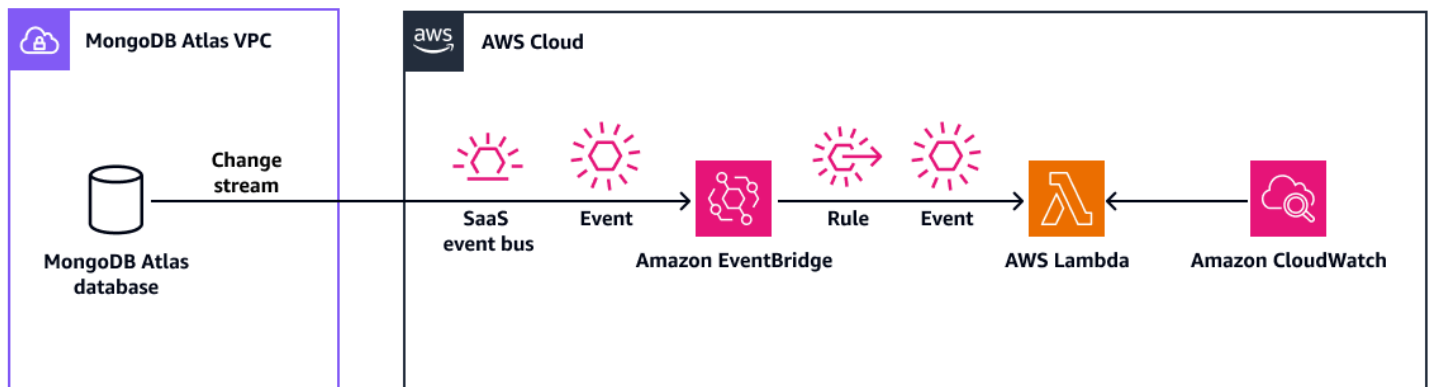 MongoDB Atlas VPC
aws
AWS Cloud
Change
stream
SaaS
event bus
Event
Rule
Event
MongoDB Atlas
database
Amazon EventBridge
AWS Lambda
Amazon CloudWatch